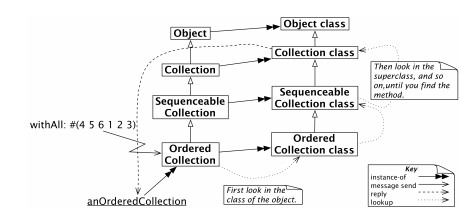 Object
Object class
Collection
Collection class
Then look in the
superclass, and so
on,until you find the
method.
Sequenceable
Collection
Sequenceable
Collection class
withAll: #(4 5 6 1 2 3)
Ordered
Collection
Ordered
Collection class
First look in the
class of the object.
anOrderedCollection
Key
instance-of
message send
reply
lookup